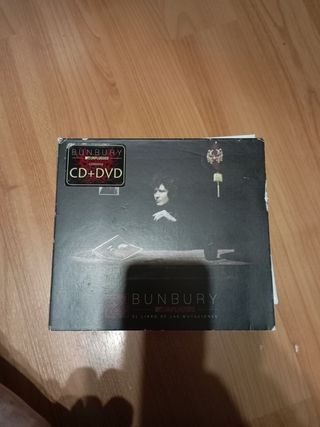 BUNBURY
MTV UNPLUGGED
CD+DVD
BUNBURY
MTV UNPLUGGED
EL LIBRO DE LAS MUTACIONES